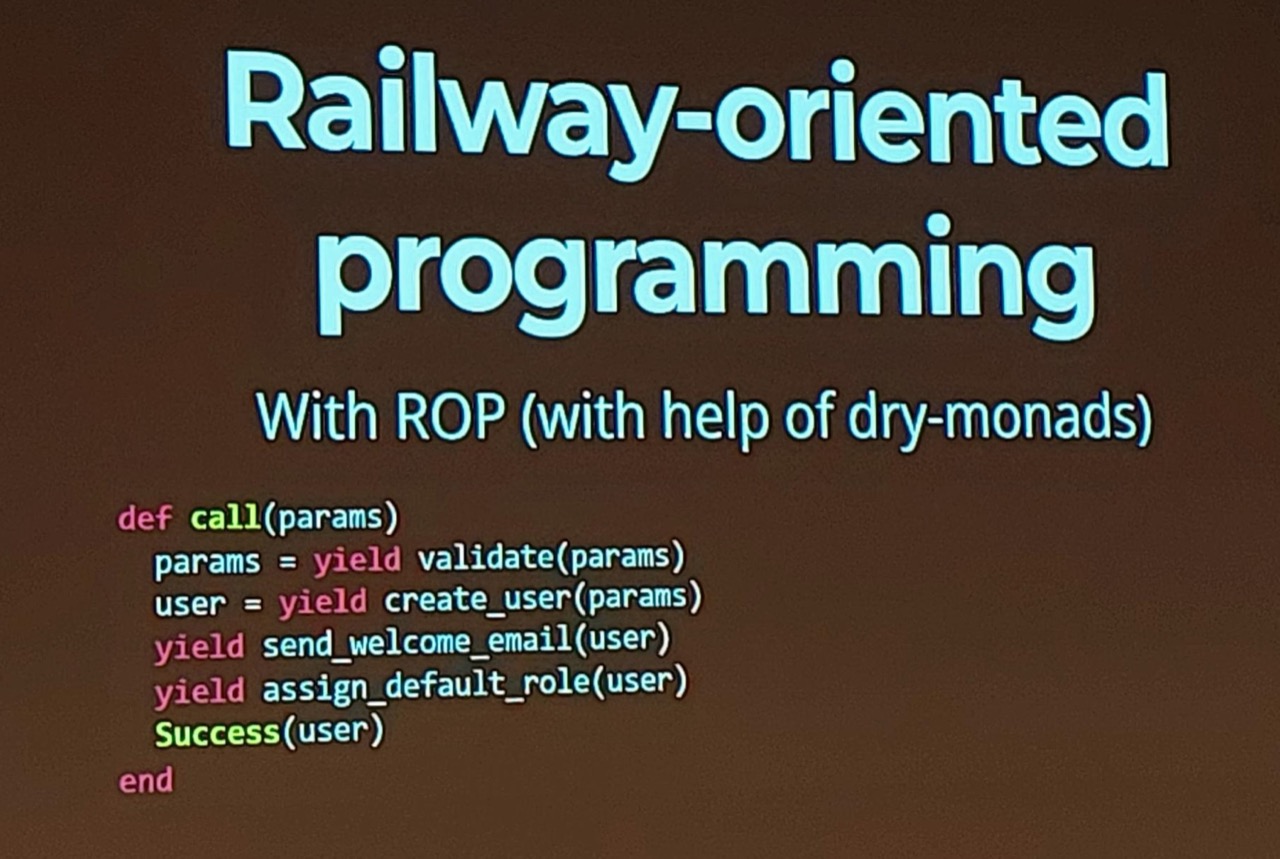 Railway-oriented
programming
With ROP (with help of dry-monads)
def call(params)
  params = yield validate(params)
  user = yield create_user(params)
  yield send_welcome_email(user)
  yield assign_default_role(user)
  Success(user)
end